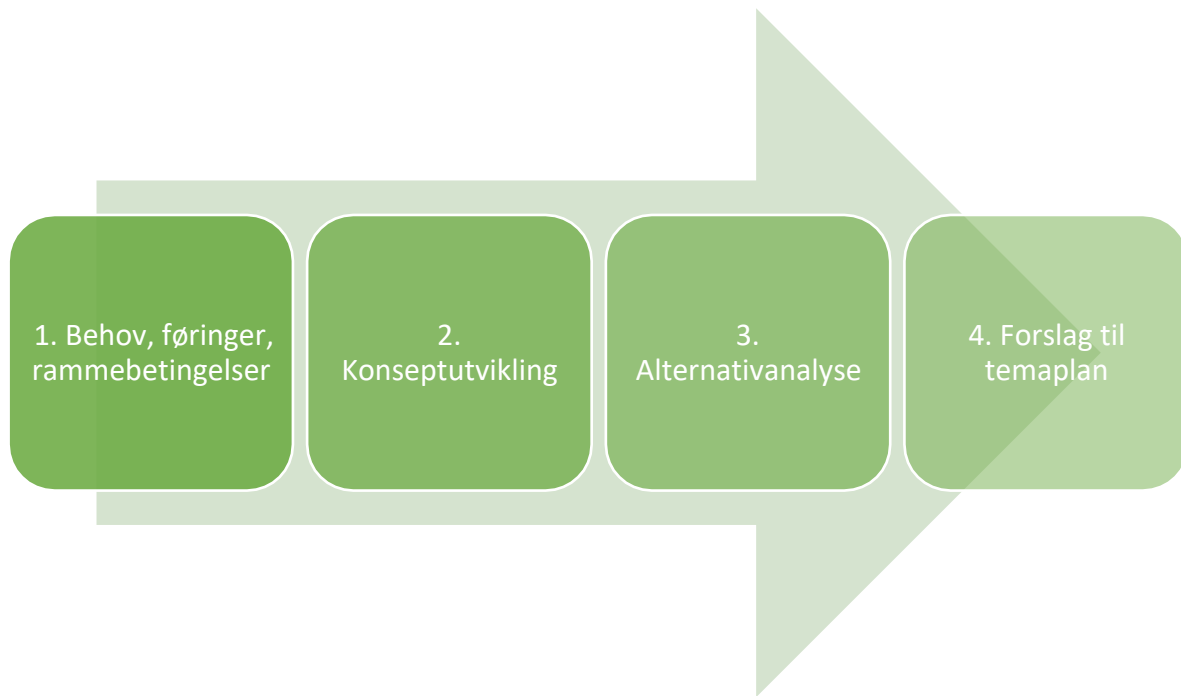 1. Behov, føringer,
rammebetingelser
2.
Konseptutvikling
3.
Alternativanalyse
4. Forslag til
temaplan